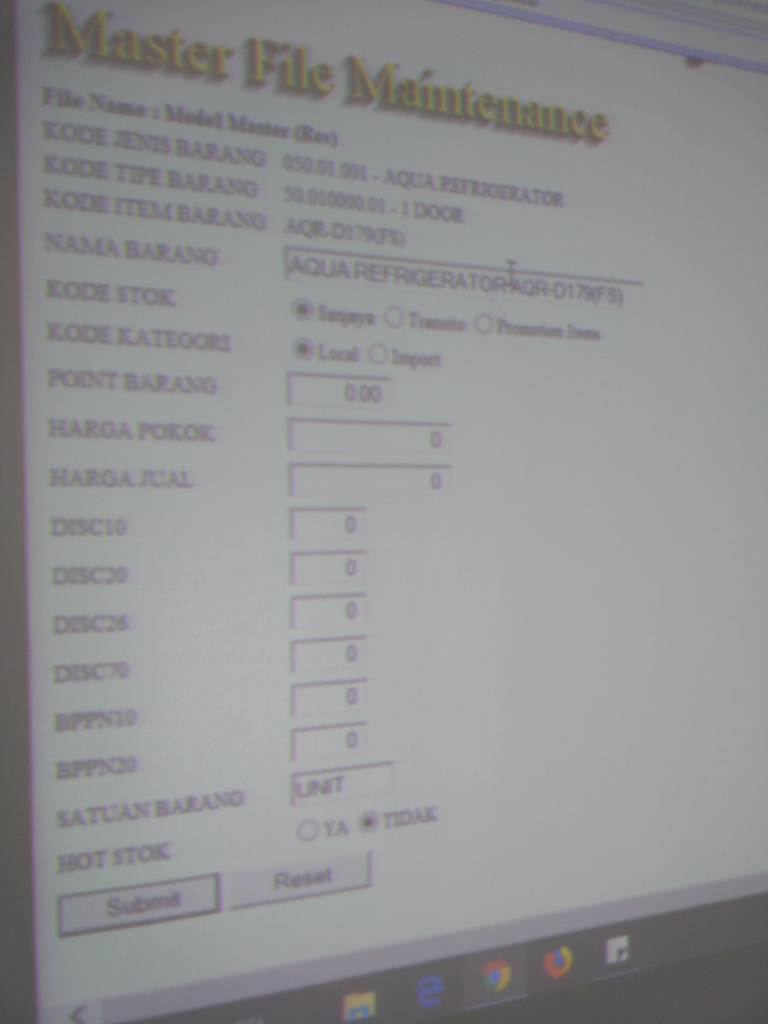 Master File Maintenance
File Name : Model Master (Rev)
KODE JENIS BARANG 050.01.001 - AQUA REFRIGERATOR
KODE TIPE BARANG 50.010000.01 - 1 DOOR
KODE ITEM BARANG AQR-D179(FS)
NAMA BARANG AQUA REFRIGERATOR AQR-D179(FS)
KODE STOK Sanjaya Transito Promotion Items
KODE KATEGORI Local Import
POINT BARANG 0.00
HARGA POKOK 0
HARGA JUAL 0
DISC10 0
DISC20 0
DISC26 0
DISC70 0
BPPN10 0
BPPN20 0
SATUAN BARANG UNIT
HOT STOK YA TIDAK
Submit Reset